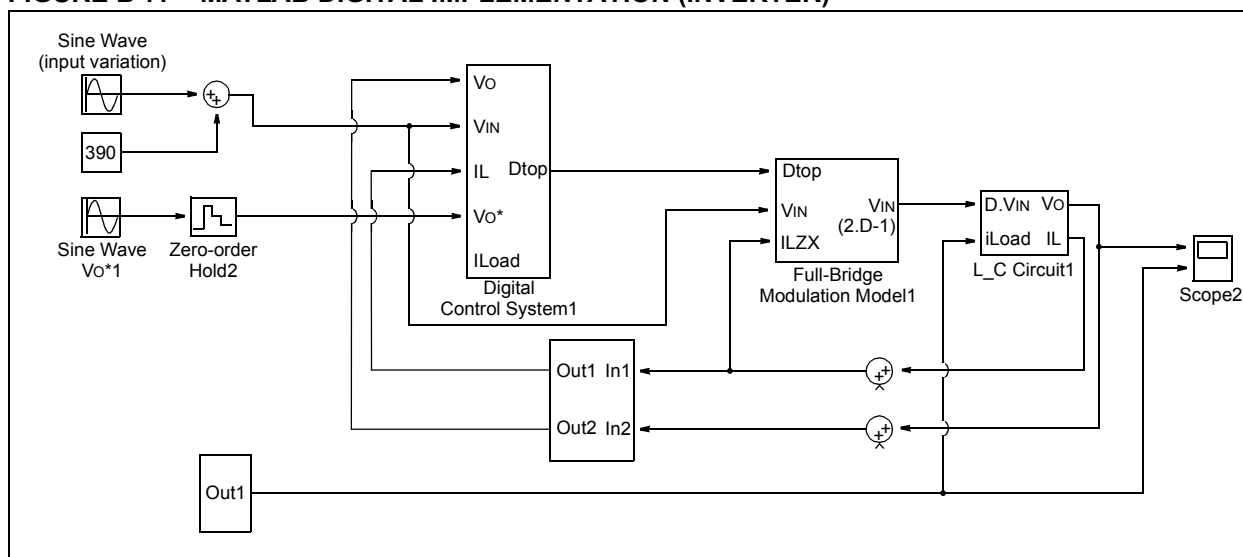 Sine Wave
(input variation)
390
Sine Wave
VO*1
Zero-order
Hold2
VO
VIN
IL
Dtop
VO*
ILoad
Digital
Control System1
Dtop
VIN
ILZX
VIN
(2.D-1)
Full-Bridge
Modulation Model1
D.VIN
VO
iLoad
IL
L_C Circuit1
Scope2
Out1
In1
Out2
In2
Out1